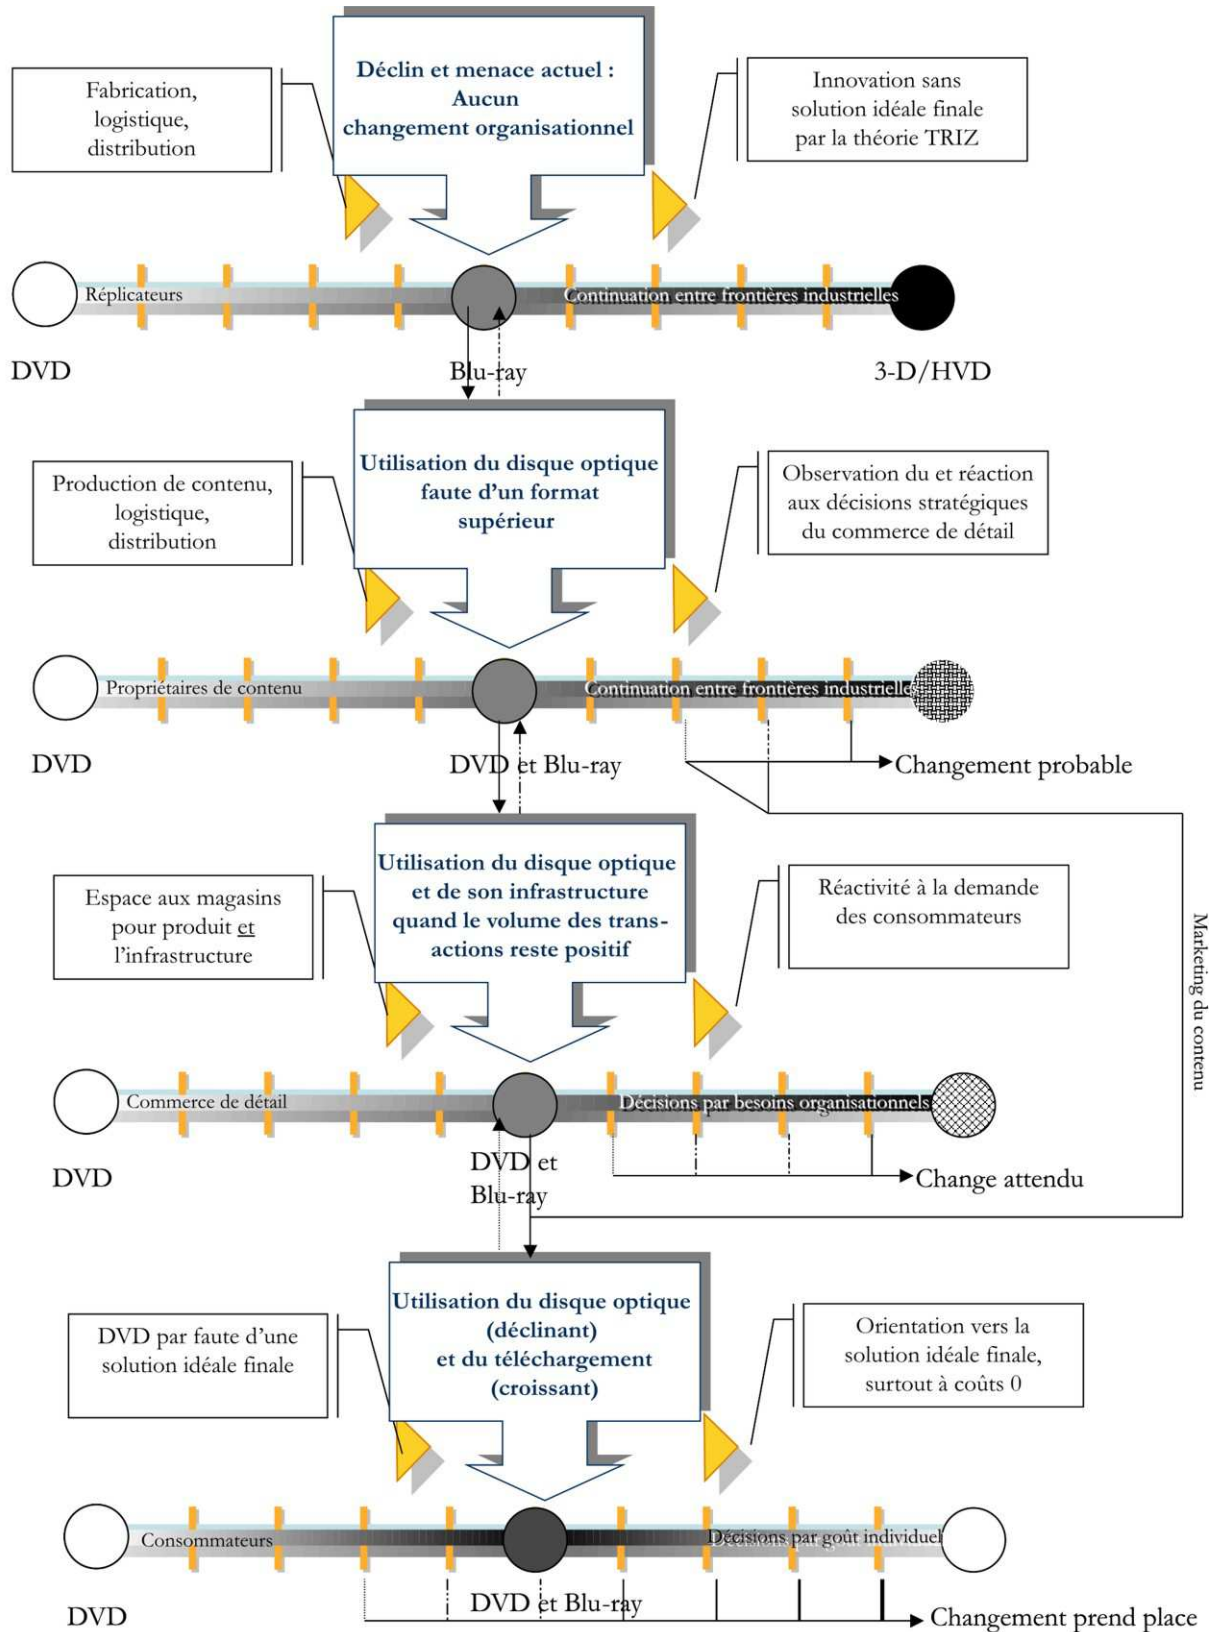 Déclin et menace actuel :
Aucun
changement organisationnel
Fabrication,
logistique,
distribution
Innovation sans
solution idéale finale
par la théorie TRIZ
Réplicateurs
Continuation entre frontières industrielles
DVD
Blu-ray
3-D/HVD
Utilisation du disque optique
faute d'un format
supérieur
Production de contenu,
logistique,
distribution
Observation du et réaction
aux décisions stratégiques
du commerce de détail
Propriétaires de contenu
Continuation entre frontières industrielles
DVD
DVD et Blu-ray
Changement probable
Utilisation du disque optique
et de son infrastructure
quand le volume des trans-
actions reste positif
Espace aux magasins
pour produit et
l'infrastructure
Réactivité à la demande
des consommateurs
Marketing du contenu
Commerce de détail
Décisions par besoins organisationnels
DVD
DVD et
Blu-ray
Change attendu
Utilisation du disque optique
(déclinant)
et du téléchargement
(croissant)
DVD par faute d'une
solution idéale finale
Orientation vers la
solution idéale finale,
surtout à coûts 0
Consommateurs
Décisions par goût individuel
DVD
DVD et Blu-ray
Changement prend place